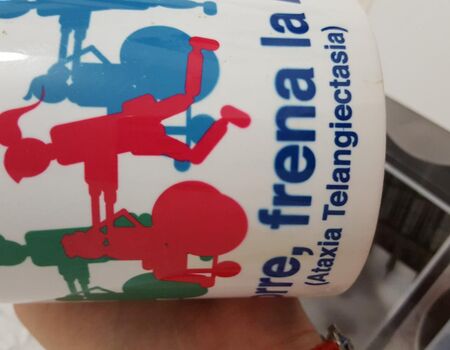 frena la
(Ataxia Telangiectasia)